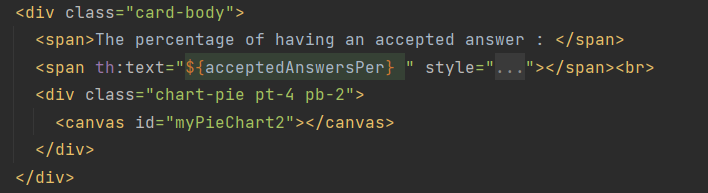 <div class="card-body">
<span>The percentage of having an accepted answer : </span>
<span th:text="${acceptedAnswersPer} " style="..."></span><br>
<div class="chart-pie pt-4 pb-2">
<canvas id="myPieChart2"></canvas>
</div>
</div>